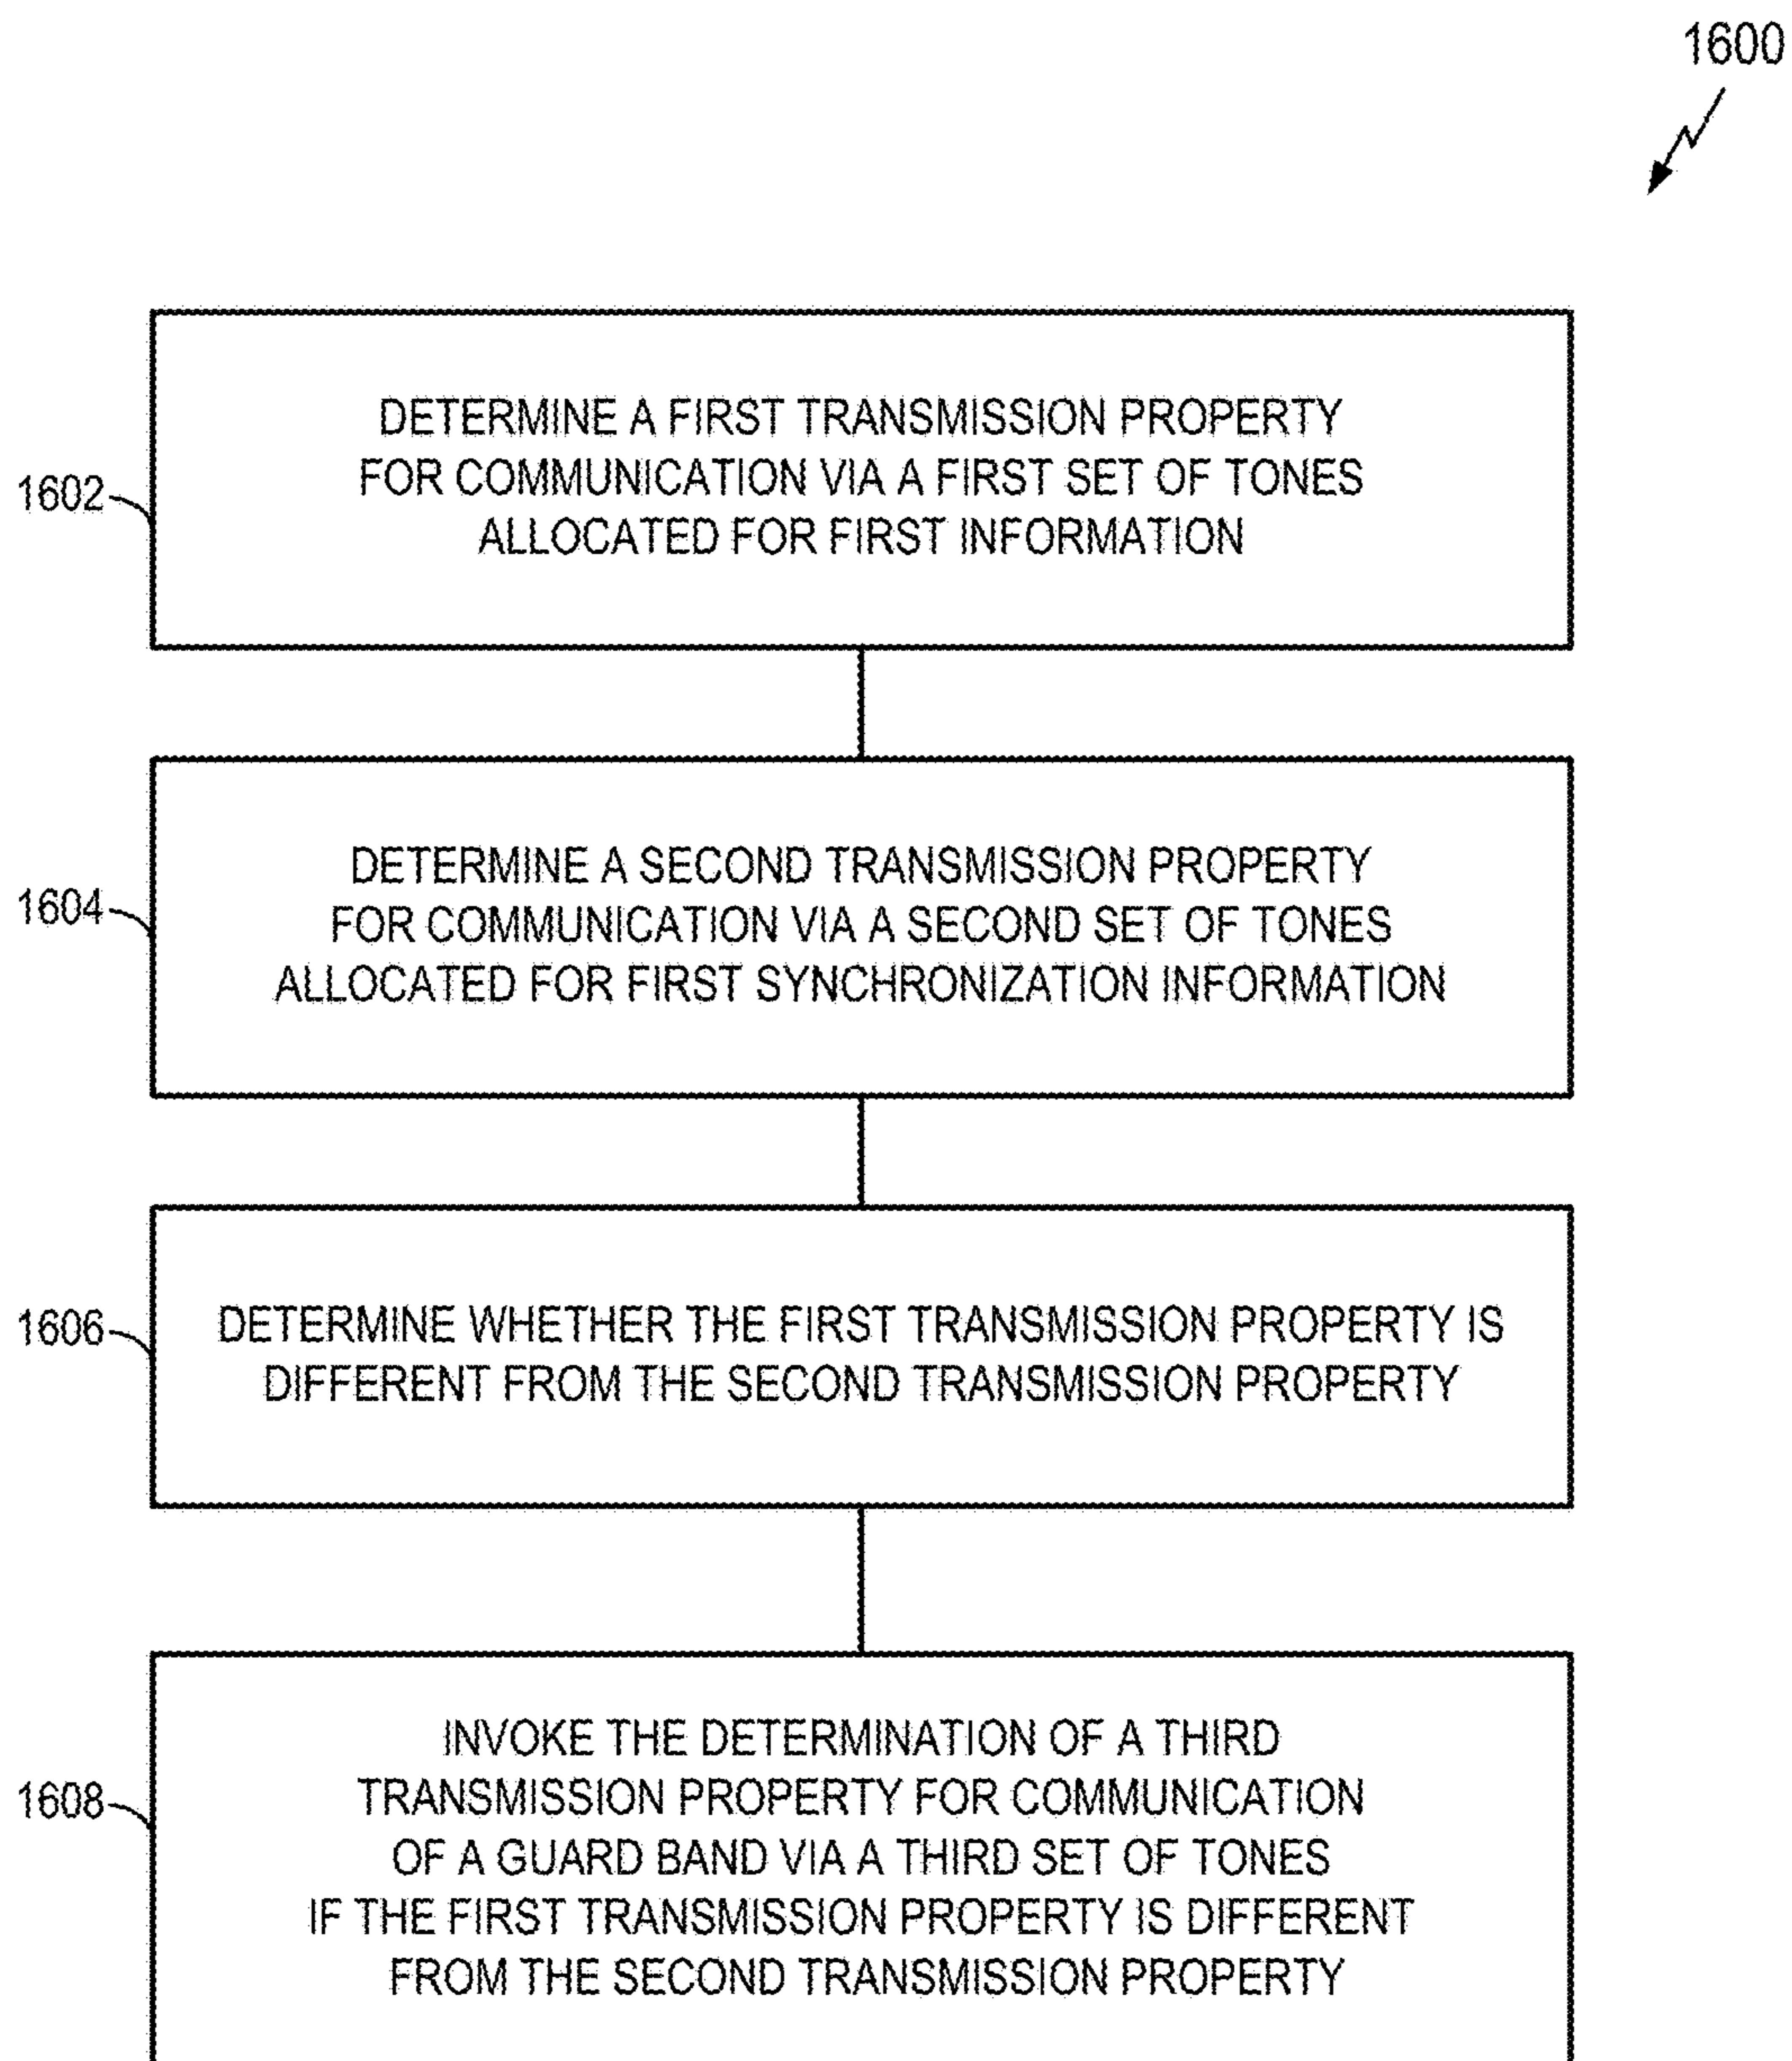 1600
DETERMINE A FIRST TRANSMISSION PROPERTY
FOR COMMUNICATION VIA A FIRST SET OF TONES
ALLOCATED FOR FIRST INFORMATION
1602
DETERMINE A SECOND TRANSMISSION PROPERTY
FOR COMMUNICATION VIA A SECOND SET OF TONES
ALLOCATED FOR FIRST SYNCHRONIZATION INFORMATION
1604
DETERMINE WHETHER THE FIRST TRANSMISSION PROPERTY IS
DIFFERENT FROM THE SECOND TRANSMISSION PROPERTY
1606
INVOKE THE DETERMINATION OF A THIRD
TRANSMISSION PROPERTY FOR COMMUNICATION
OF A GUARD BAND VIA A THIRD SET OF TONES
IF THE FIRST TRANSMISSION PROPERTY IS DIFFERENT
FROM THE SECOND TRANSMISSION PROPERTY
1608